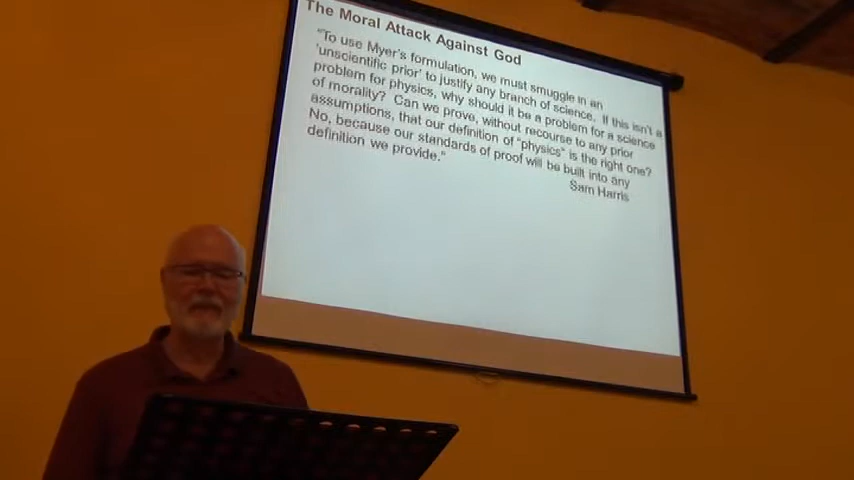 The Moral Attack Against God
"To use Myer's formulation, we must smuggle in an
'unscientific prior' to justify any branch of science. If this isn't a
problem for physics, why should it be a problem for a science
of morality? Can we prove, without recourse to any prior
assumptions, that our definition of "physics" is the right one?
No, because our standards of proof will be built into any
definition we provide."
Sam Harris